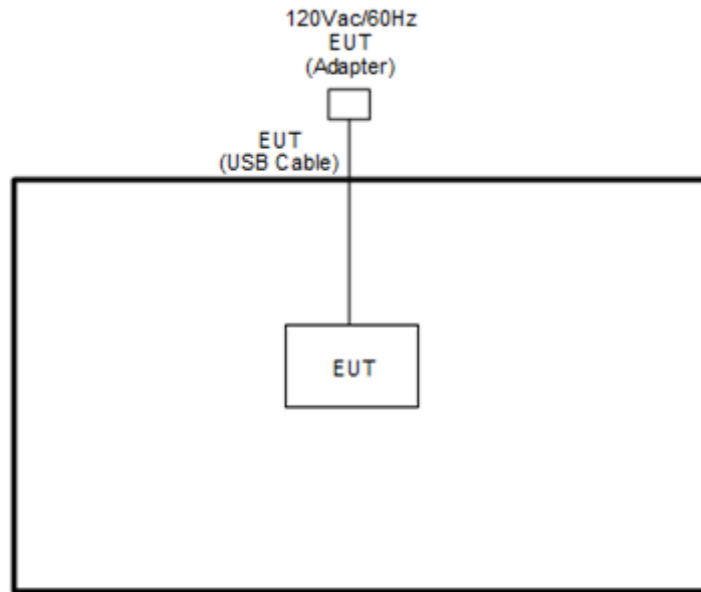 120Vac/60Hz
EUT
(Adapter)
EUT
(USB Cable)
EUT